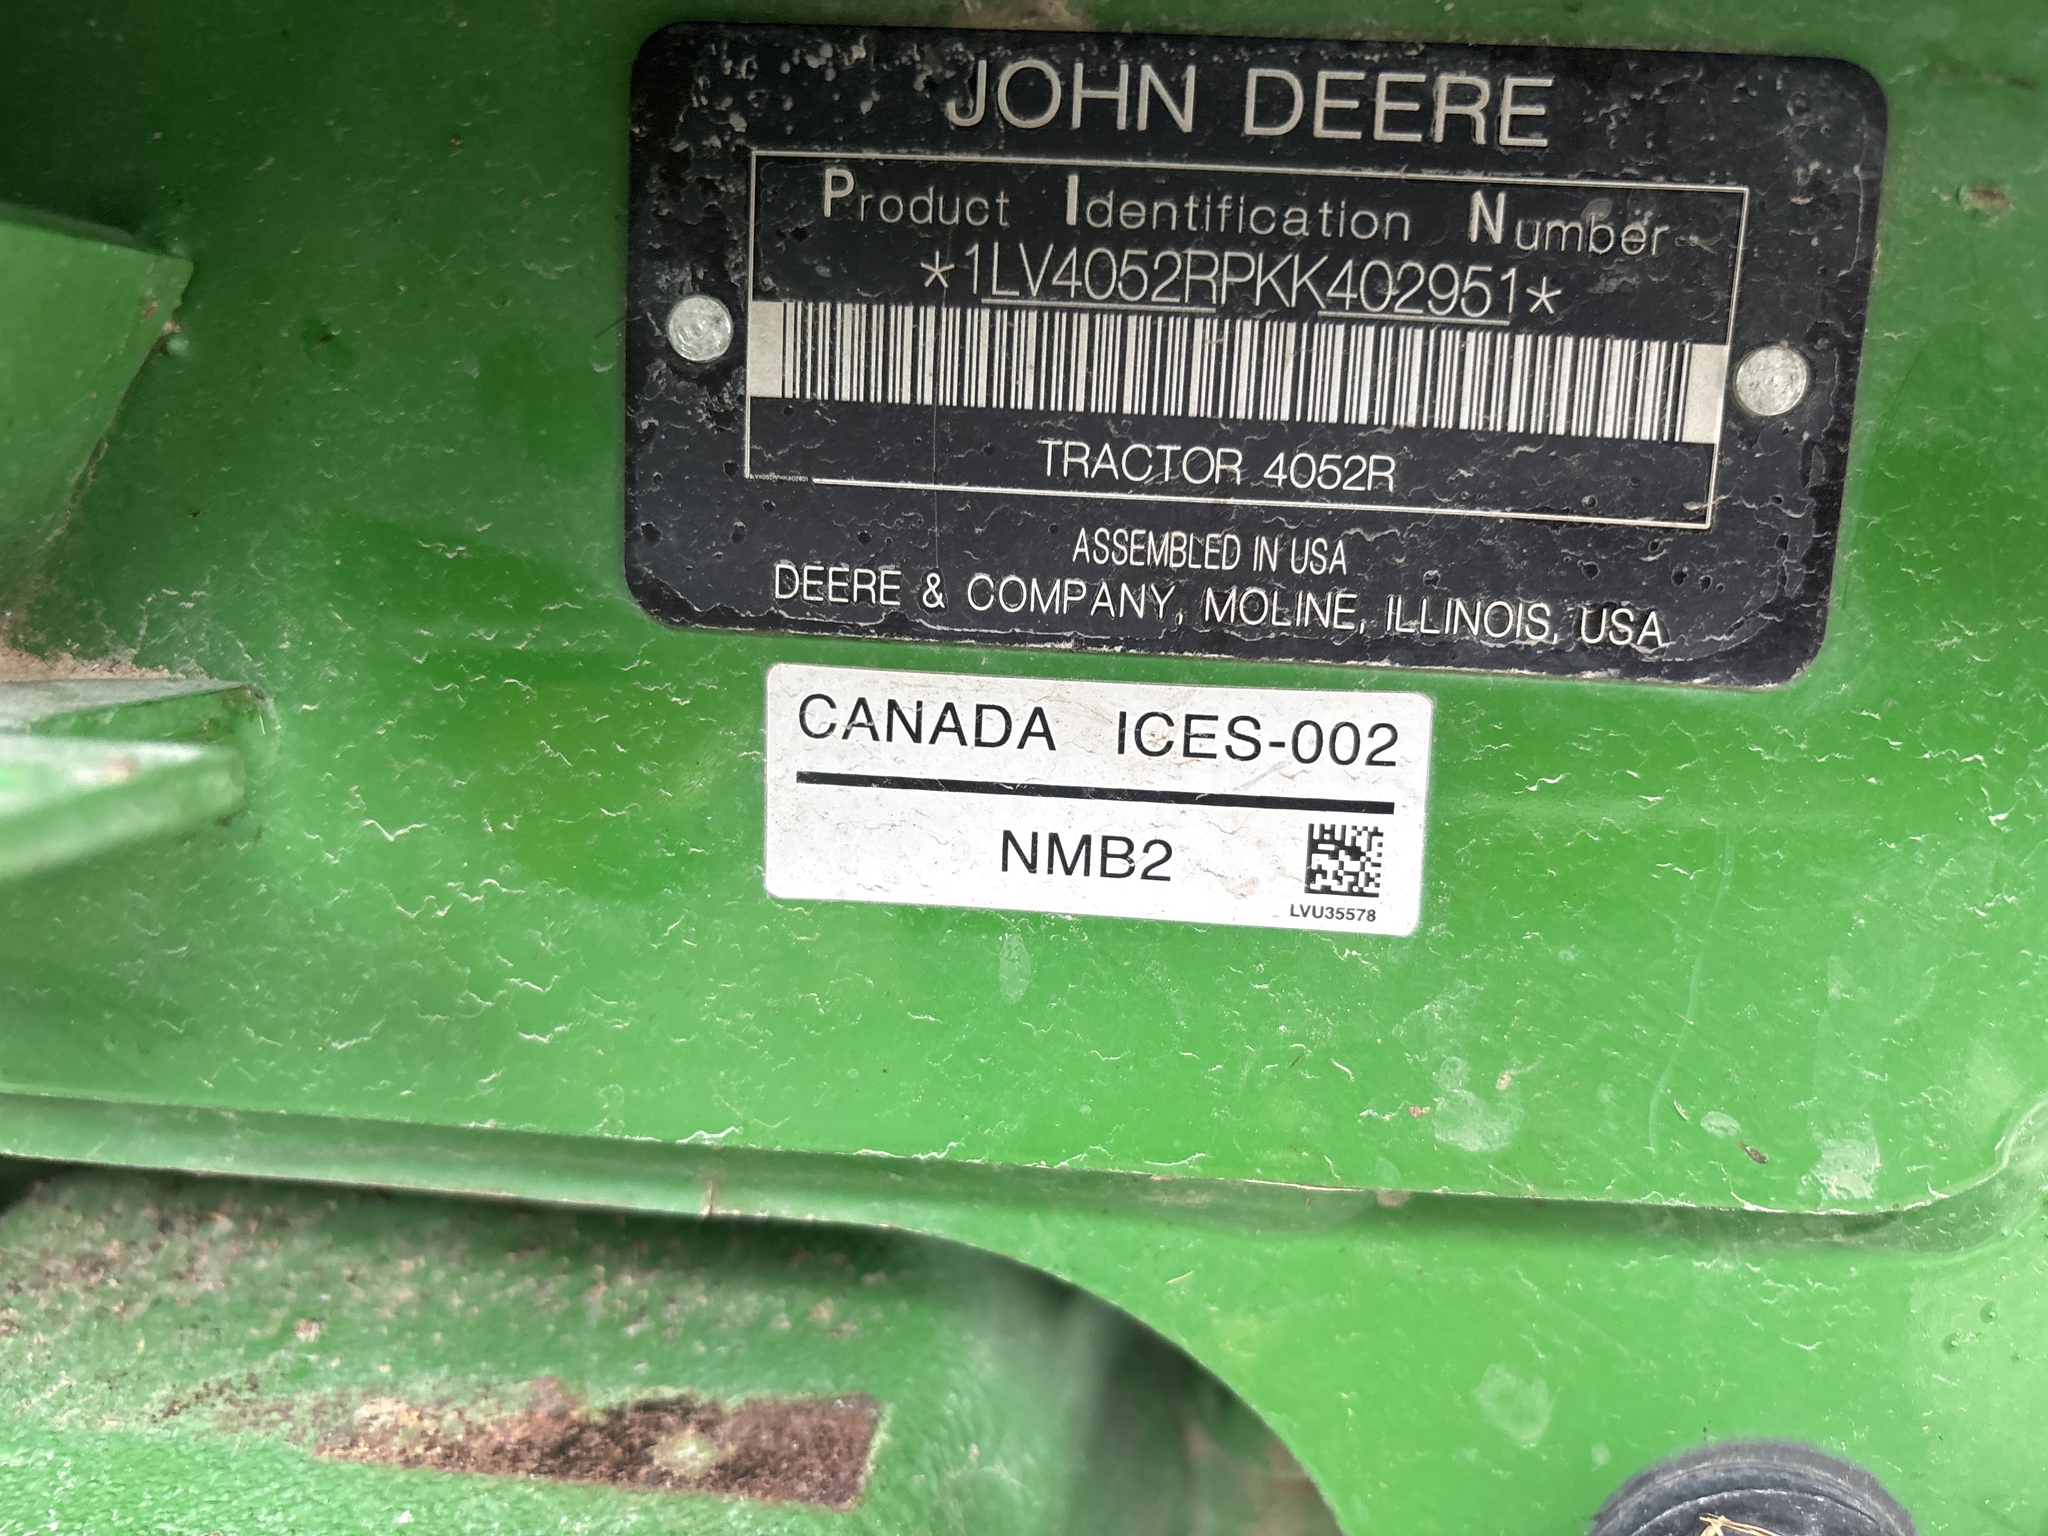 JOHN DEERE
Product Identification Number
*1LV4052RPKK402951*
TRACTOR 4052R
ASSEMBLED IN USA
DEERE & COMPANY, MOLINE, ILLINOIS, USA
CANADA ICES-002
NMB2
LVU35578